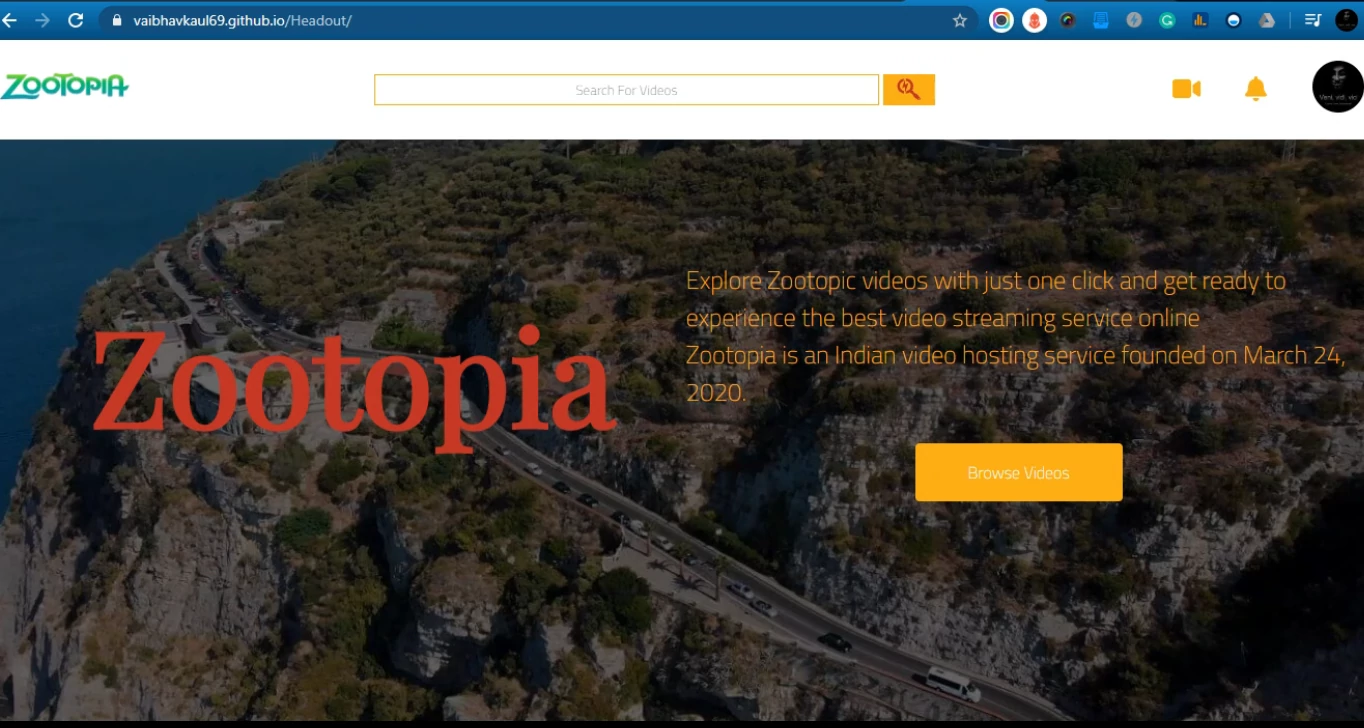 vaibhavkaul69.github.io/Headout/
ZOOTOPIA
Search For Videos
Explore Zootopic videos with just one click and get ready to
experience the best video streaming service online
Zootopia is an Indian video hosting service founded on March 24,
2020.
Zootopia
Browse Videos